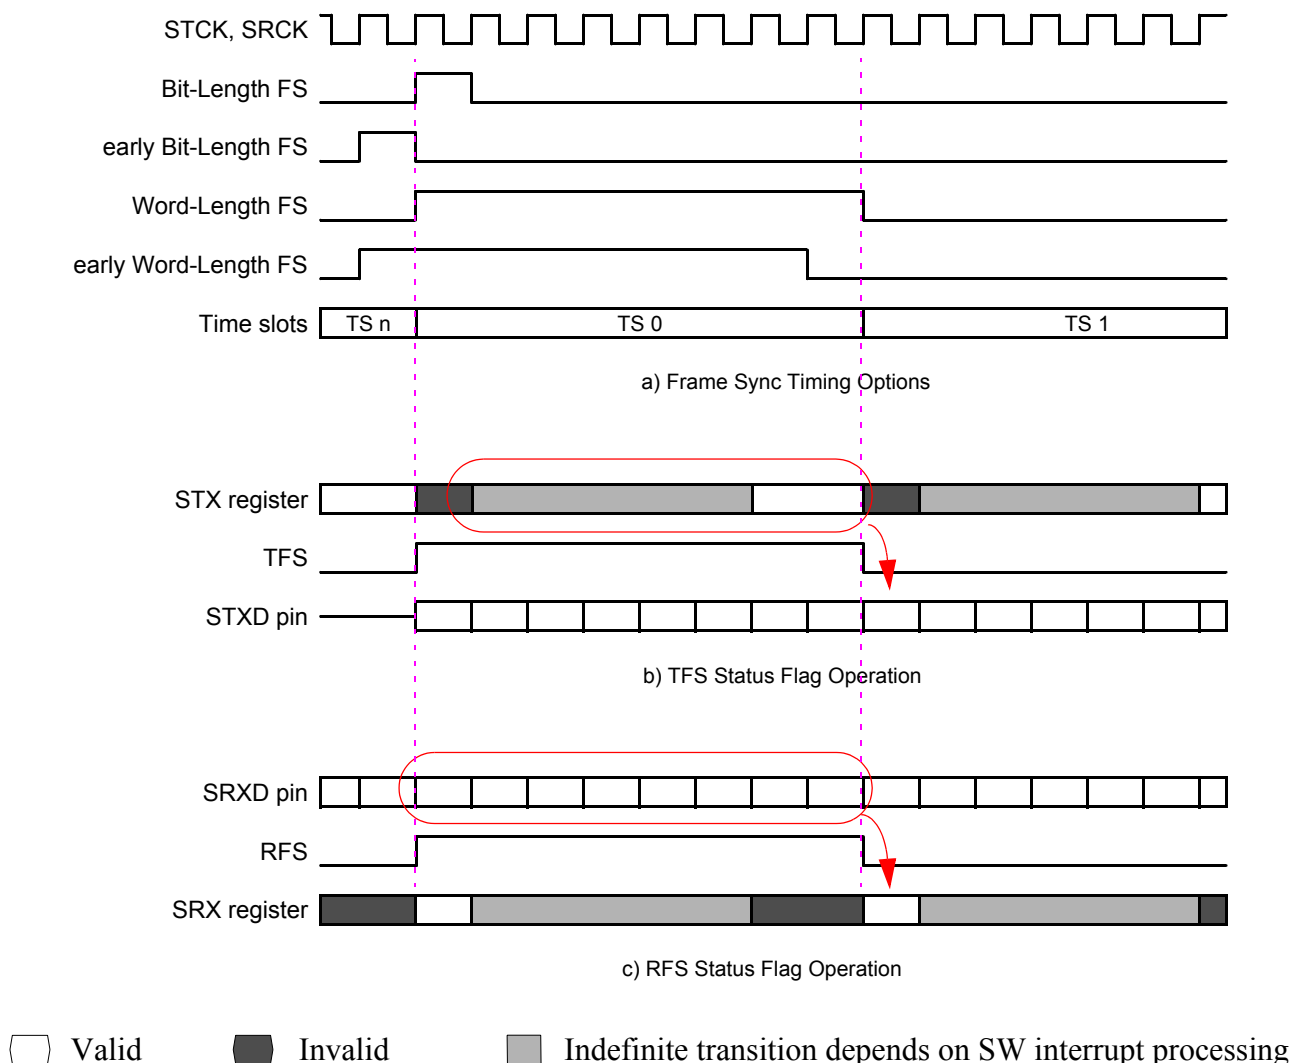 STCK, SRCK
Bit-Length FS
early Bit-Length FS
Word-Length FS
early Word-Length FS
Time slots TS n TS 0 TS 1
a) Frame Sync Timing Options
STX register
TFS
STXD pin
b) TFS Status Flag Operation
SRXD pin
RFS
SRX register
c) RFS Status Flag Operation
Valid Invalid Indefinite transition depends on SW interrupt processing